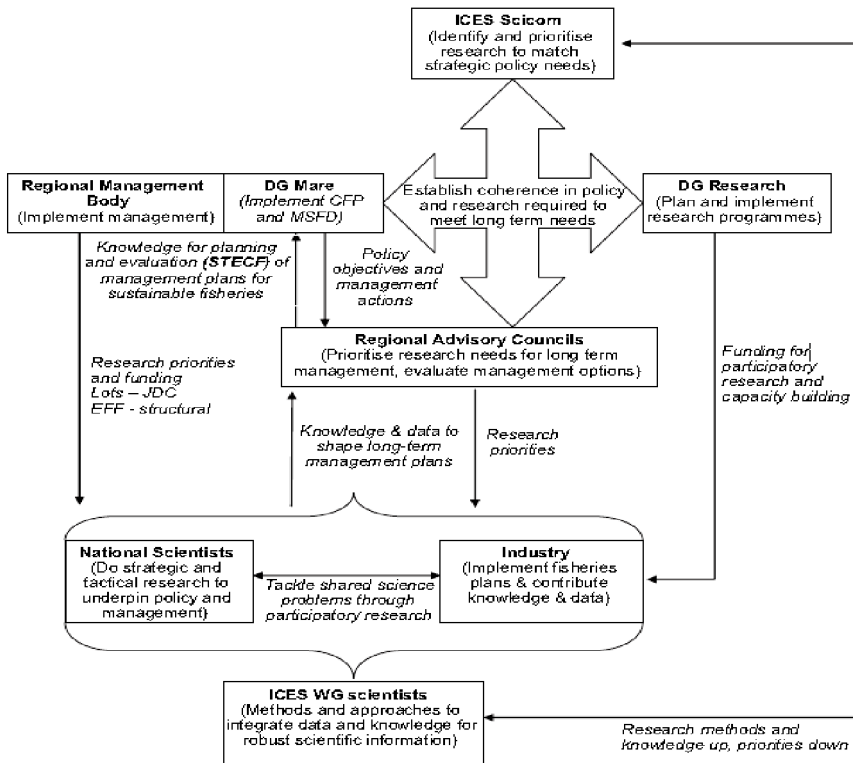 ICES Scicom
(Identify and prioritise
research to match
strategic policy needs)
Regional Management
Body
(Implement management)
DG Mare
(Implement CFP
and MSFD)
Establish coherence in policy
and research required to
meet long term needs
DG Research
(Plan and implement
research programmes)
Knowledge for planning
and evaluation (STECF) of
management plans for
sustainable fisheries
Policy
objectives and
management
actions
Regional Advisory Councils
(Prioritise research needs for long term
management, evaluate management options)
Research priorities
and funding
Lots – JDC
EFF - structural
Funding for
participatory
research and
capacity building
Knowledge & data to
shape long-term
management plans
Research
priorities
National Scientists
(Do strategic and
tactical research to
underpin policy and
management)
Tackle shared science
problems through
participatory research
Industry
(Implement fisheries
plans & contribute
knowledge & data)
ICES WG scientists
(Methods and approaches to
integrate data and knowledge for
robust scientific information)
Research methods and
knowledge up, priorities down